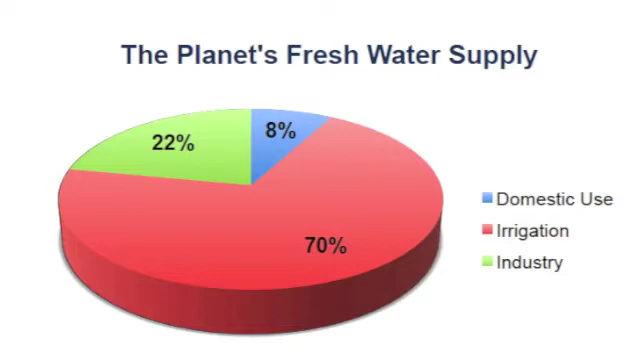 The Planet's Fresh Water Supply
8%
22%
70%
Domestic Use
Irrigation
Industry